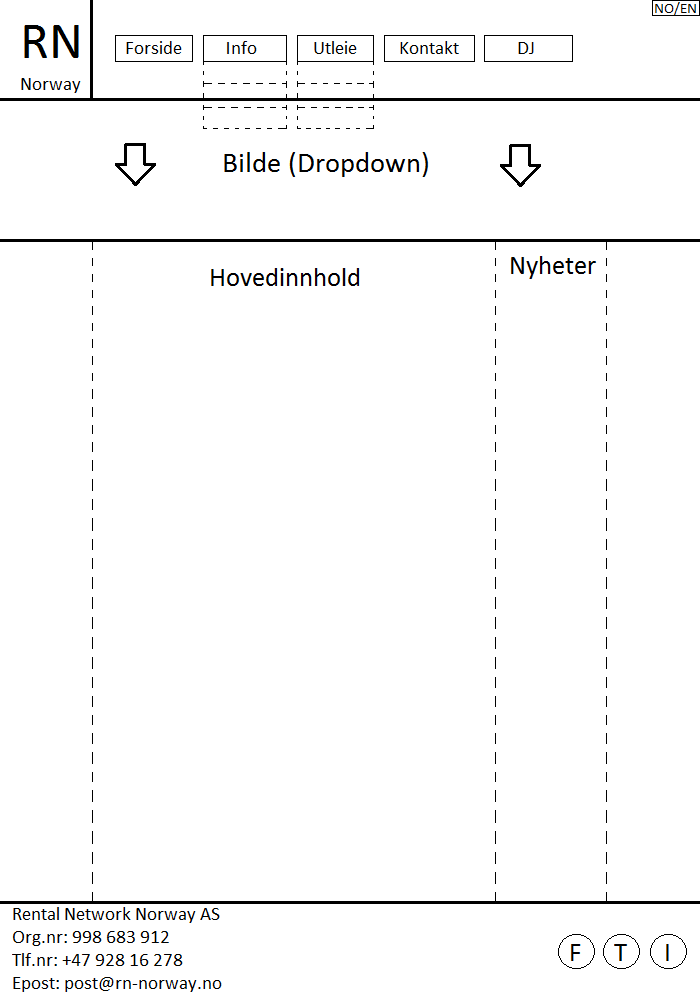 NO/EN
RN
Norway
Forside
Info
Utleie
Kontakt
DJ
Bilde (Dropdown)
Hovedinnhold
Nyheter
Rental Network Norway AS
Org.nr: 998 683 912
Tlf.nr: +47 928 16 278
Epost: post@rn-norway.no
F
T
I